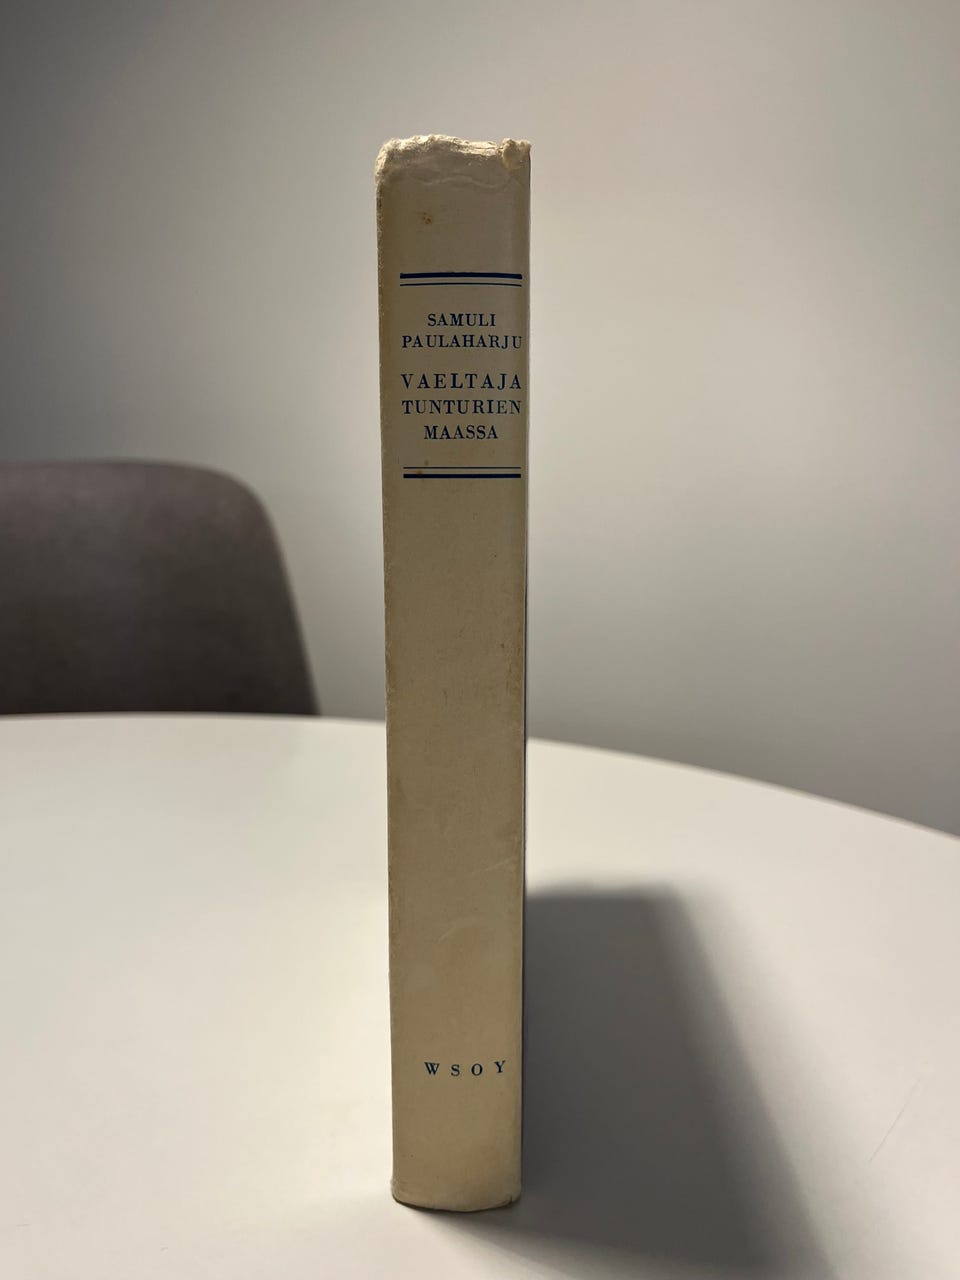 SAMULI
PAULAHARJU
VAELTAJA
TUNTURIEN
MAASSA
WSOY